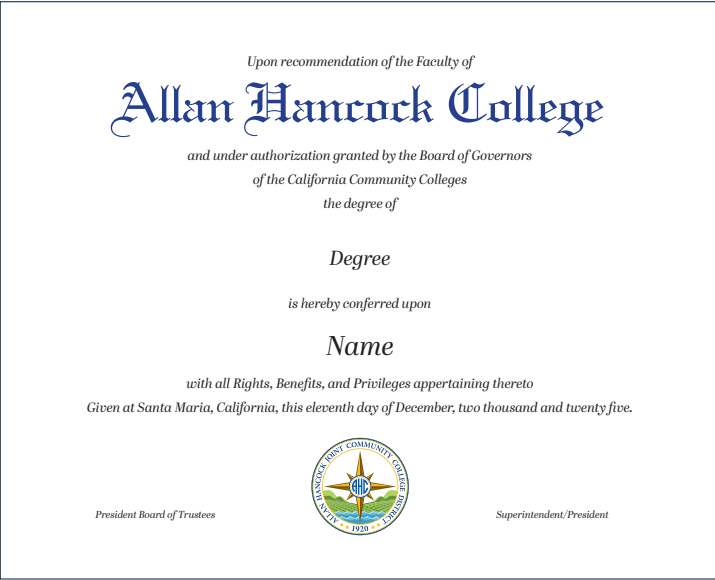 Upon recommendation of the Faculty of
Allan Hancock College
and under authorization granted by the Board of Governors
of the California Community Colleges
the degree of
Degree
is hereby conferred upon
Name
with all Rights, Benefits, and Privileges appertaining thereto
Given at Santa Maria, California, this eleventh day of December, two thousand and twenty five.
ALLAN HANCOCK JOINT COMMUNITY COLLEGE DISTRICT
AHC
1920
President Board of Trustees
Superintendent/President